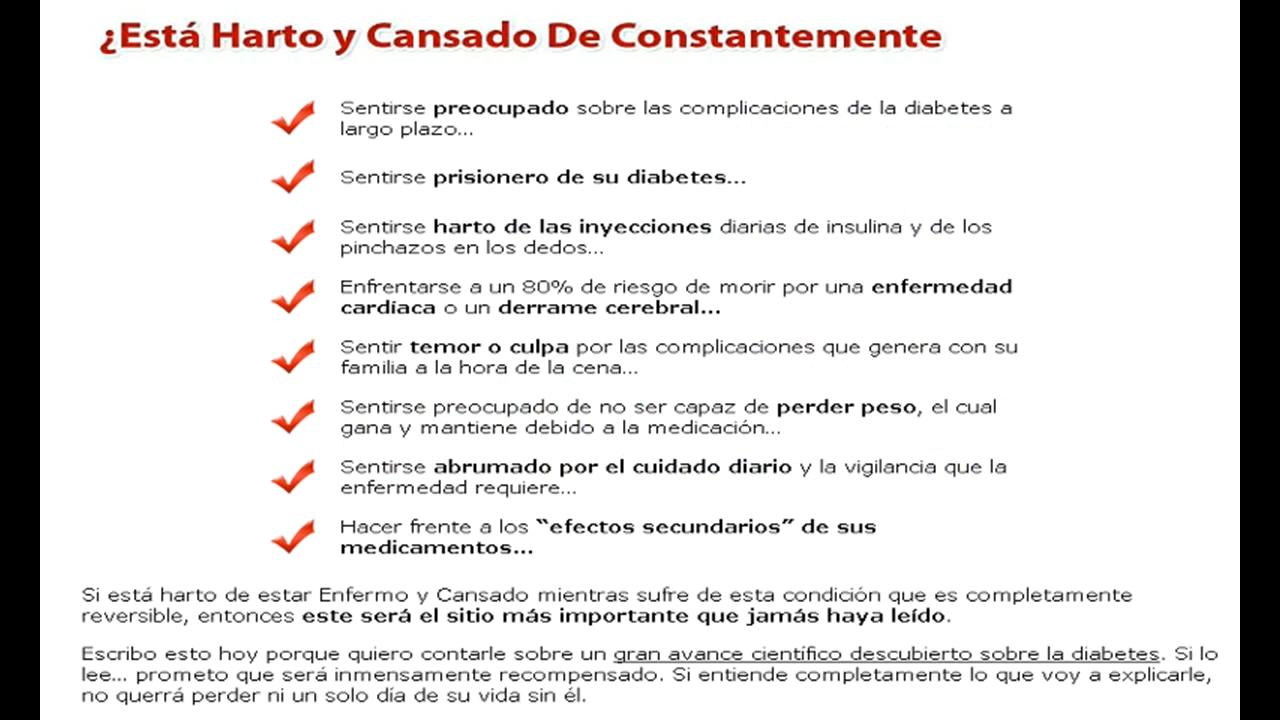 ¿Está Harto y Cansado De Constantemente
Sentirse preocupado sobre las complicaciones de la diabetes a
largo plazo...
Sentirse prisionero de su diabetes...
Sentirse harto de las inyecciones diarias de insulina y de los
pinchazos en los dedos...
Enfrentarse a un 80% de riesgo de morir por una enfermedad
cardíaca o un derrame cerebral...
Sentir temor o culpa por las complicaciones que genera con su
familia a la hora de la cena...
Sentirse preocupado de no ser capaz de perder peso, el cual
gana y mantiene debido a la medicación...
Sentirse abrumado por el cuidado diario y la vigilancia que la
enfermedad requiere...
Hacer frente a los “efectos secundarios” de sus
medicamentos...
Si está harto de estar Enfermo y Cansado mientras sufre de esta condición que es completamente
reversible, entonces este será el sitio más importante que jamás haya leído.
Escribo esto hoy porque quiero contarle sobre un gran avance científico descubierto sobre la diabetes. Si lo
lee... prometo que será inmensamente recompensado. Si entiende completamente lo que voy a explicarle,
no querrá perder ni un solo día de su vida sin él.